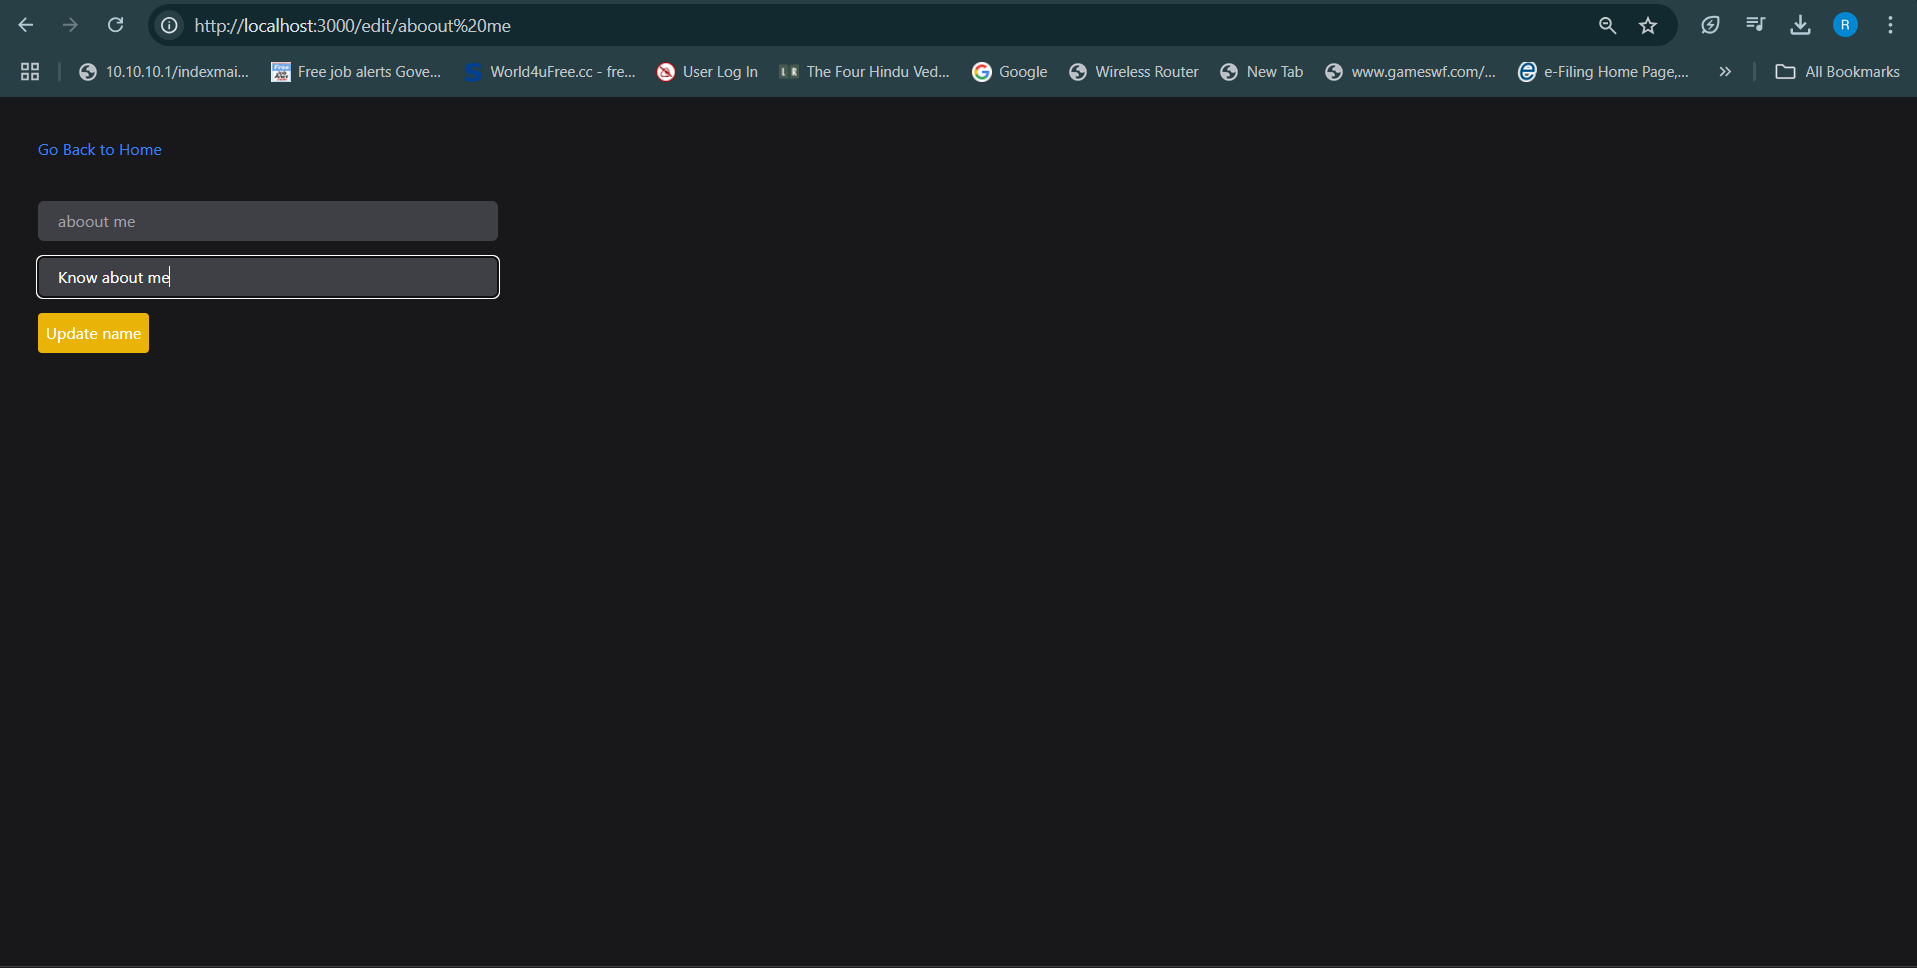 http://localhost:3000/edit/aboout%20me
R
10.10.10.1/indexmai... Free job alerts Gove... World4uFree.cc - fre... User Log In The Four Hindu Ved... Google Wireless Router New Tab www.gameswf.com/... e-Filing Home Page,... » All Bookmarks
Go Back to Home
aboout me
Know about me
Update name